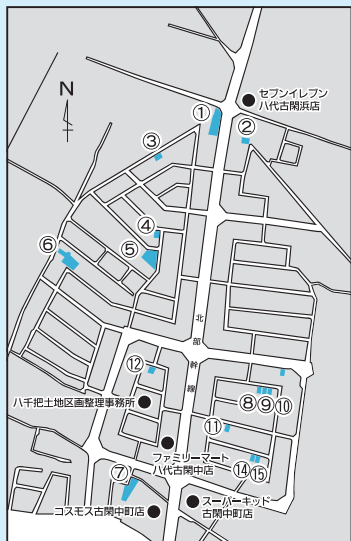 セブンイレブン
八代古閑浜店
N
①
②
③
④
⑤
⑥
北部幹線
⑫
八千把土地区画整理事務所
⑧⑨⑩
⑪
ファミリーマート
八代古閑中店
⑭⑮
⑦
スーパーキッド
古閑中町店
コスモス古閑中町店